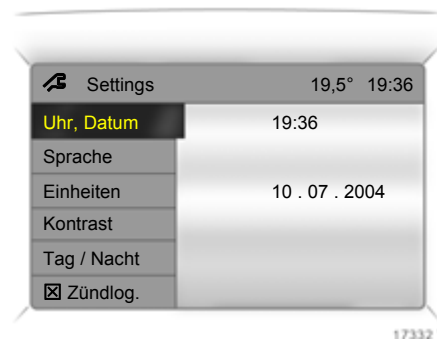 Settings 19,5° 19:36
Uhr, Datum 19:36
Sprache
Einheiten 10 . 07 . 2004
Kontrast
Tag / Nacht
☒ Zündlog.
17332